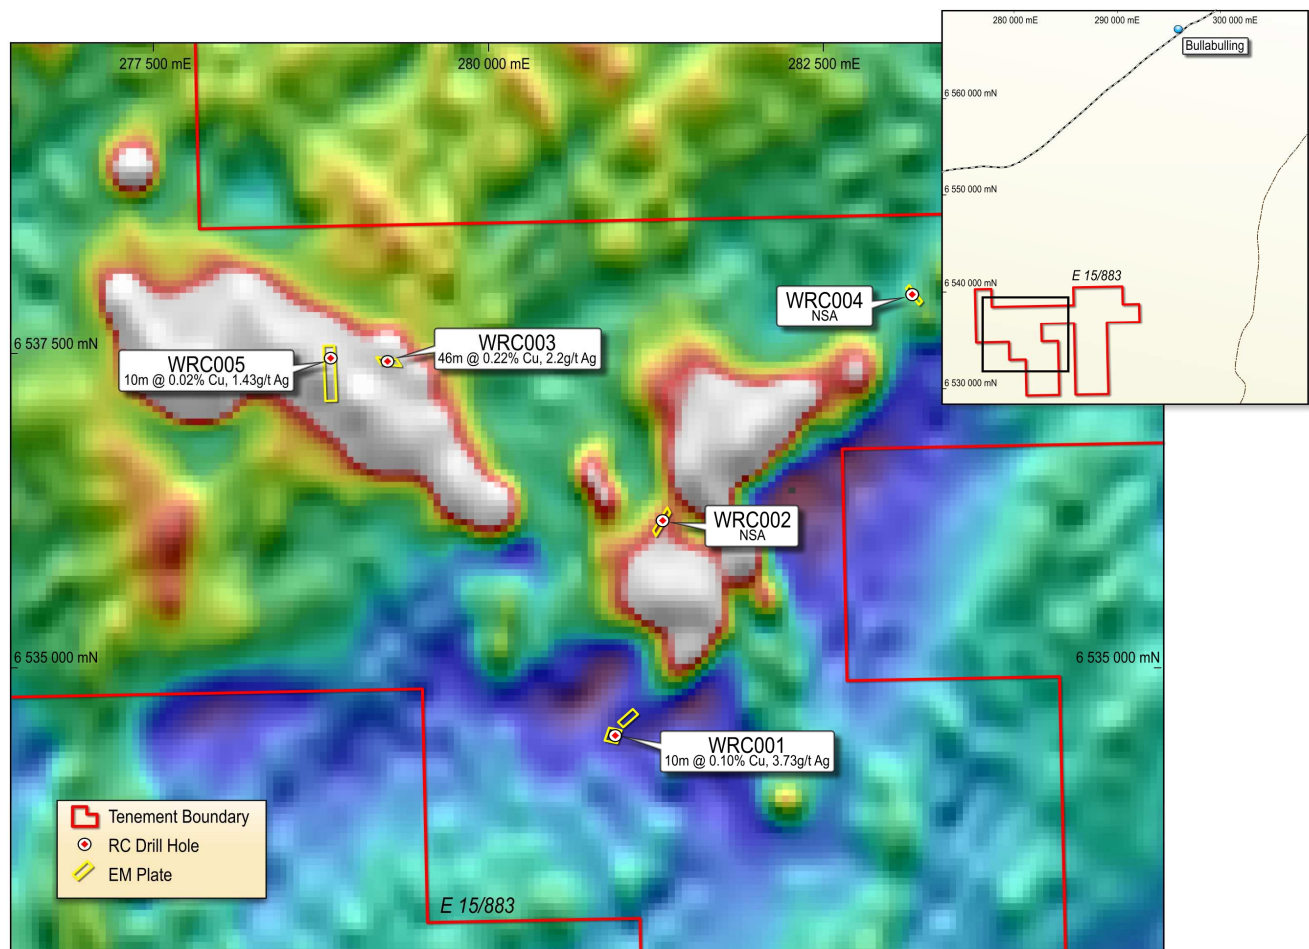 277 500 mE
280 000 mE
282 500 mE
280 000 mE
290 000 mE
300 000 mE
Bullabulling
6 560 000 mN
6 550 000 mN
6 540 000 mN
6 530 000 mN
E 15/883
WRC004
NSA
6 537 500 mN
WRC003
46m @ 0.22% Cu, 2.2g/t Ag
WRC005
10m @ 0.02% Cu, 1.43g/t Ag
WRC002
NSA
6 535 000 mN
6 535 000 mN
WRC001
10m @ 0.10% Cu, 3.73g/t Ag
Tenement Boundary
RC Drill Hole
EM Plate
E 15/883